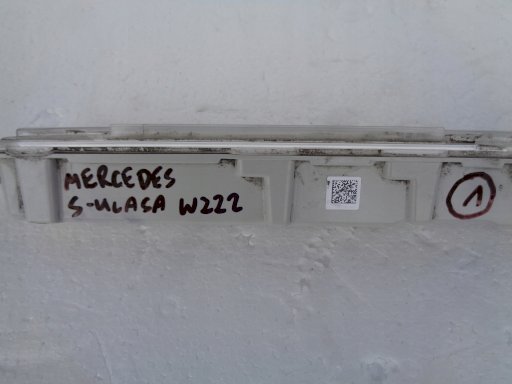 MERCEDES
S-KLASA W222
1